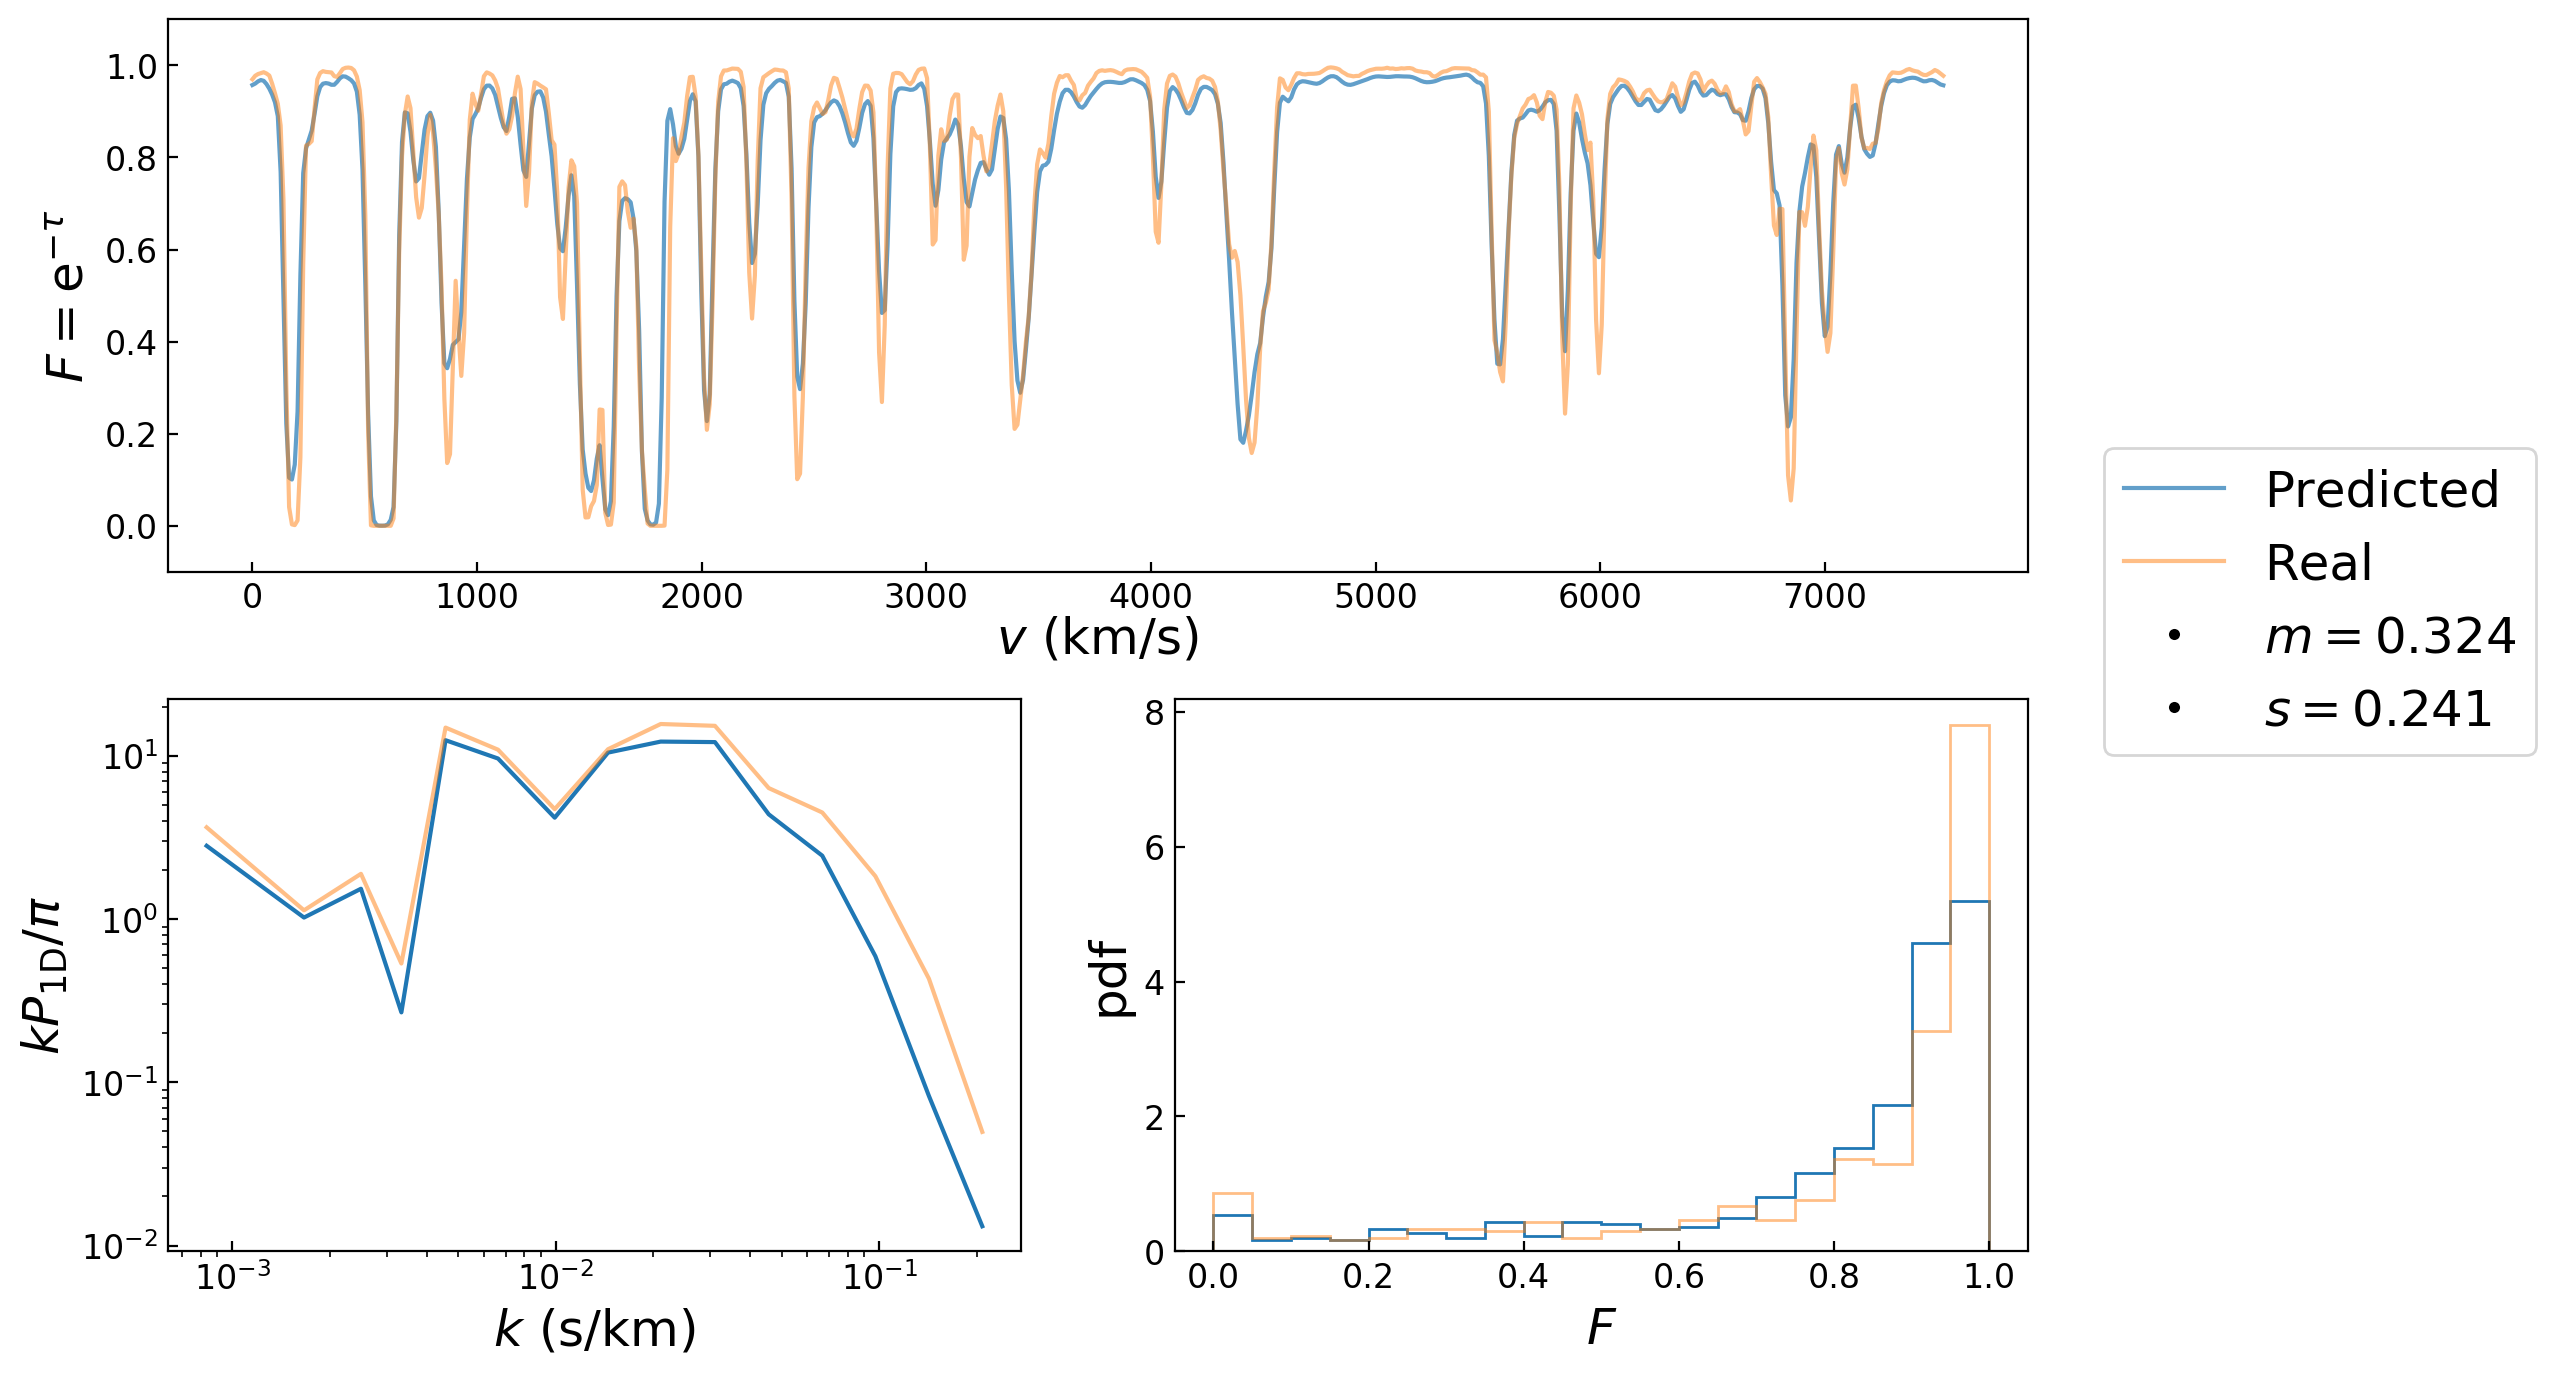 1.0
0.8
0.6
0.4
0.2
0.0
F = e^{-τ}
0 1000 2000 3000 4000 5000 6000 7000
v (km/s)
Predicted
Real
m = 0.324
s = 0.241
10^1
10^0
10^{-1}
10^{-2}
kP_{1D}/π
10^{-3} 10^{-2} 10^{-1}
k (s/km)
8
6
4
2
0
pdf
0.0 0.2 0.4 0.6 0.8 1.0
F